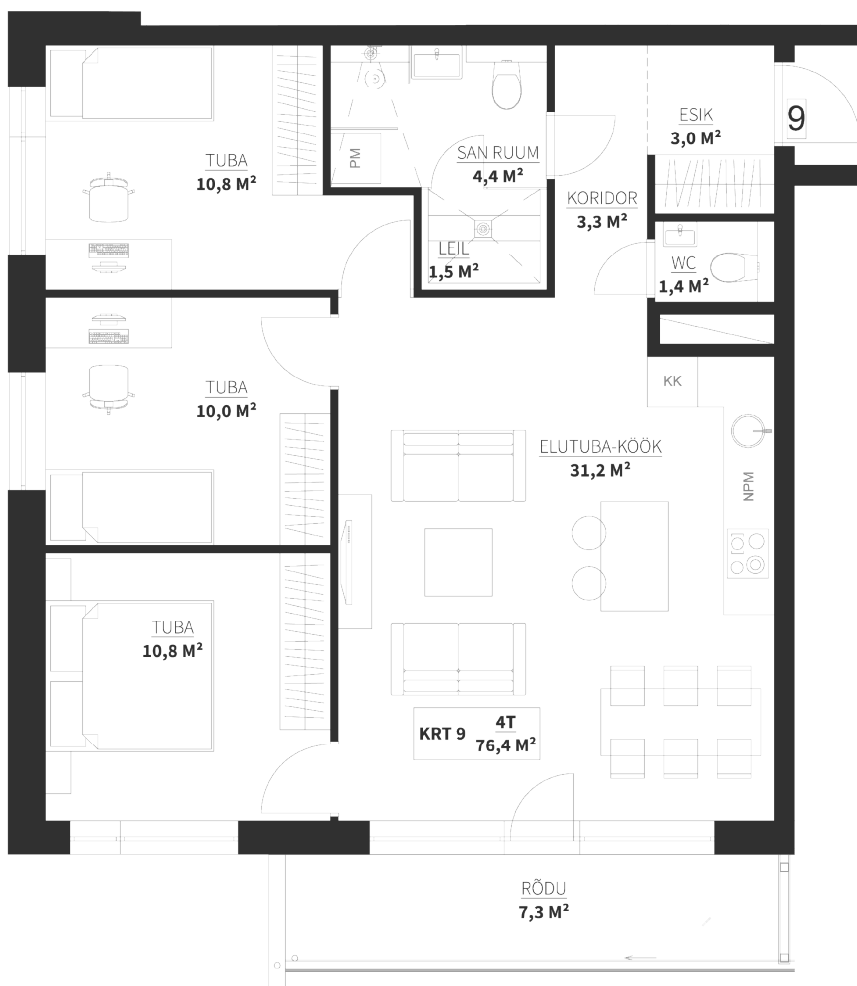 ESIK
3,0 M²
9
TUBA
10,8 M²
PM
SAN RUUM
4,4 M²
KORIDOR
3,3 M²
LEIL
1,5 M²
WC
1,4 M²
TUBA
10,0 M²
KK
ELUTUBA-KÖÖK
31,2 M²
NPM
TUBA
10,8 M²
KRT 9
4T
76,4 M²
RÕDU
7,3 M²